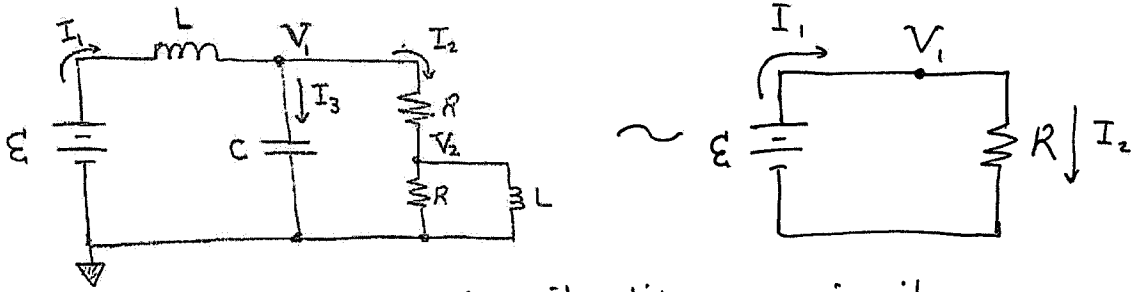 I₁ L V₁ I₂ I₁ V₁
I₃ R
ℰ C V₂ ~ ℰ R I₂
R L